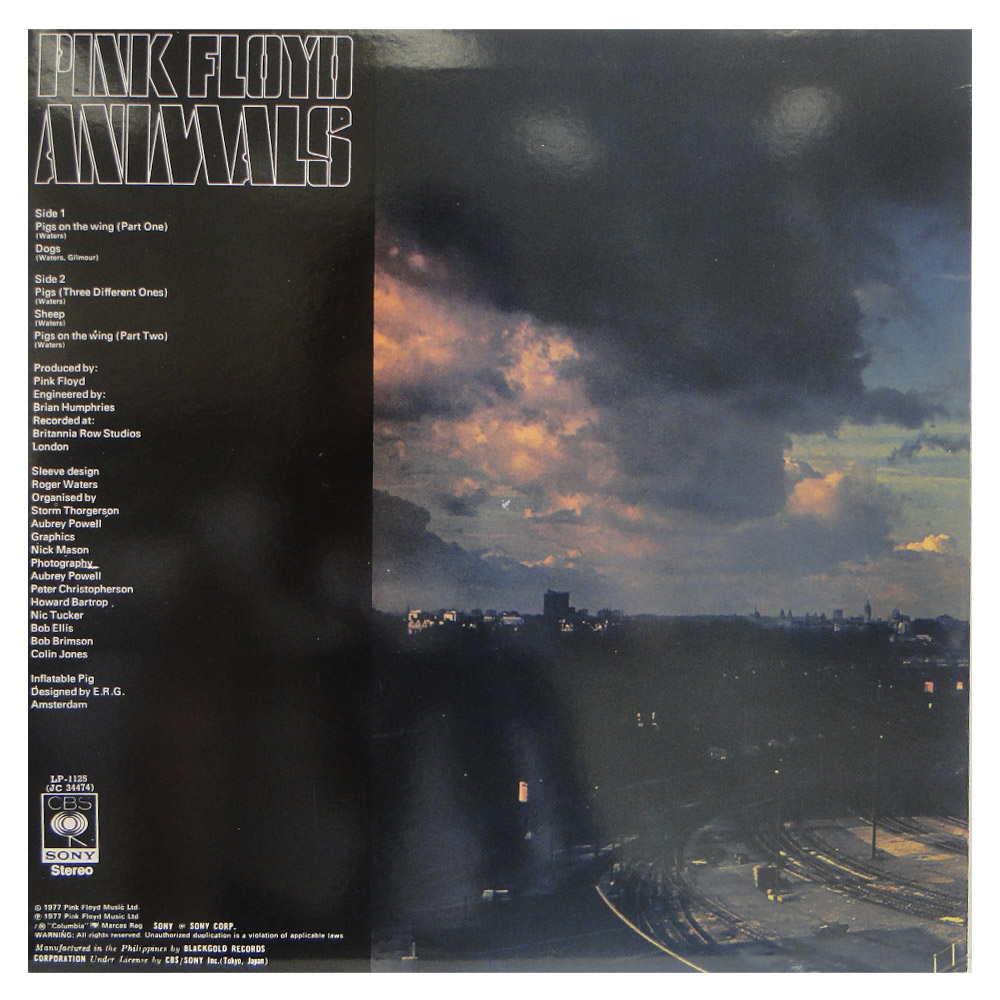 PINK FLOYD
ANIMALS
Side 1
Pigs on the wing (Part One)
(Waters)
Dogs
(Waters, Gilmour)
Side 2
Pigs (Three Different Ones)
(Waters)
Sheep
(Waters)
Pigs on the wing (Part Two)
(Waters)
Produced by:
Pink Floyd
Engineered by:
Brian Humphries
Recorded at:
Britannia Row Studios
London
Sleeve design
Roger Waters
Organised by
Storm Thorgerson
Aubrey Powell
Graphics
Nick Mason
Photography
Aubrey Powell
Peter Christopherson
Howard Bartrop
Nic Tucker
Bob Ellis
Bob Brimson
Colin Jones
Inflatable Pig
Designed by E.R.G.
Amsterdam
LP-1125
(JC 34474)
CBS
SONY
Stereo
© 1977 Pink Floyd Music Ltd.
℗ 1977 Pink Floyd Music Ltd
"Columbia" Marcas Reg SONY ® SONY CORP.
WARNING: All rights reserved. Unauthorized duplication is a violation of applicable laws
Manufactured in the Philippines by BLACKGOLD RECORDS
CORPORATION Under License by CBS/SONY Inc.(Tokyo, Japan)